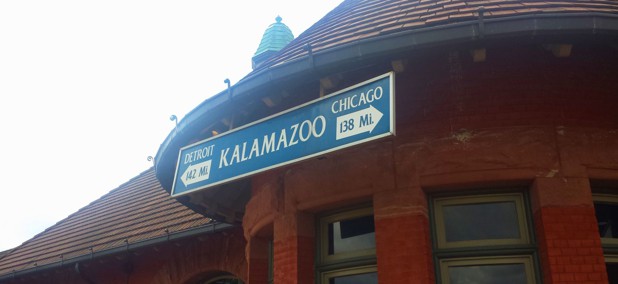 DETROIT
142 Mi.
KALAMAZOO
CHICAGO
138 Mi.